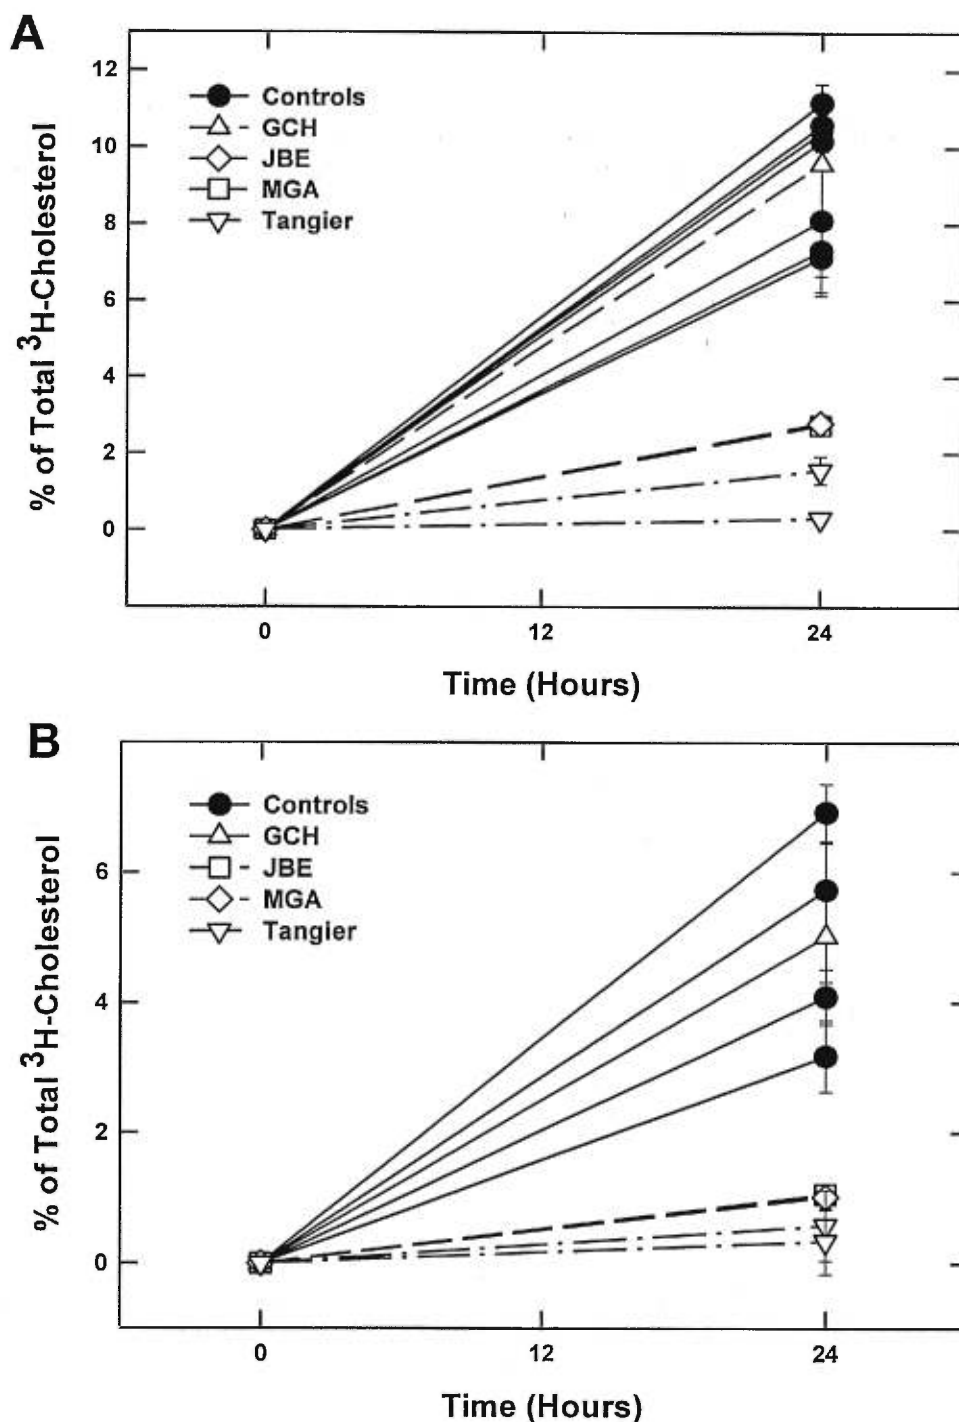 A
% of Total ³H-Cholesterol
12
10
8
6
4
2
0
Controls
GCH
JBE
MGA
Tangier
0 12 24
Time (Hours)
B
% of Total ³H-Cholesterol
6
4
2
0
Controls
GCH
JBE
MGA
Tangier
0 12 24
Time (Hours)